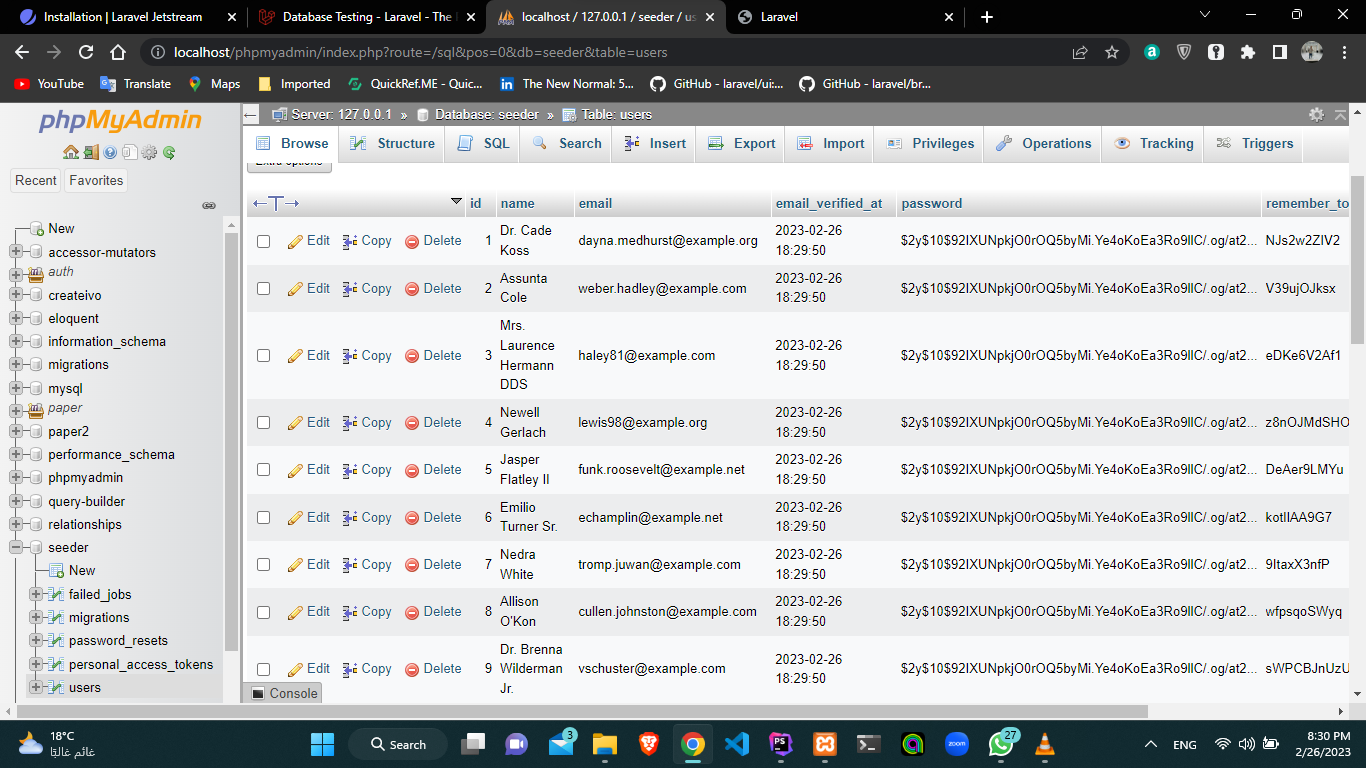 Installation | Laravel Jetstream
Database Testing - Laravel - The
localhost / 127.0.0.1 / seeder / us
Laravel
localhost/phpmyadmin/index.php?route=/sql&pos=0&db=seeder&table=users
YouTube
Translate
Maps
Imported
QuickRef.ME - Quic...
The New Normal: 5...
GitHub - laravel/ui:...
GitHub - laravel/br...
phpMyAdmin
Recent
Favorites
New
accessor-mutators
auth
createivo
eloquent
information_schema
migrations
mysql
paper
paper2
performance_schema
phpmyadmin
query-builder
relationships
seeder
New
failed_jobs
migrations
password_resets
personal_access_tokens
users
Server: 127.0.0.1 » Database: seeder » Table: users
Browse Structure SQL Search Insert Export Import Privileges Operations Tracking Triggers
Extra options
id name email email_verified_at password remember_to
Edit Copy Delete 1 Dr. Cade Koss dayna.medhurst@example.org 2023-02-26 18:29:50 $2y$10$92IXUNpkjO0rOQ5byMi.Ye4oKoEa3Ro9llC/.og/at2... NJs2w2ZIV2
Edit Copy Delete 2 Assunta Cole weber.hadley@example.com 2023-02-26 18:29:50 $2y$10$92IXUNpkjO0rOQ5byMi.Ye4oKoEa3Ro9llC/.og/at2... V39ujOJksx
Edit Copy Delete 3 Mrs. Laurence Hermann DDS haley81@example.com 2023-02-26 18:29:50 $2y$10$92IXUNpkjO0rOQ5byMi.Ye4oKoEa3Ro9llC/.og/at2... eDKe6V2Af1
Edit Copy Delete 4 Newell Gerlach lewis98@example.org 2023-02-26 18:29:50 $2y$10$92IXUNpkjO0rOQ5byMi.Ye4oKoEa3Ro9llC/.og/at2... z8nOJMdSHO
Edit Copy Delete 5 Jasper Flatley II funk.roosevelt@example.net 2023-02-26 18:29:50 $2y$10$92IXUNpkjO0rOQ5byMi.Ye4oKoEa3Ro9llC/.og/at2... DeAer9LMYu
Edit Copy Delete 6 Emilio Turner Sr. echamplin@example.net 2023-02-26 18:29:50 $2y$10$92IXUNpkjO0rOQ5byMi.Ye4oKoEa3Ro9llC/.og/at2... kotlIAA9G7
Edit Copy Delete 7 Nedra White tromp.juwan@example.com 2023-02-26 18:29:50 $2y$10$92IXUNpkjO0rOQ5byMi.Ye4oKoEa3Ro9llC/.og/at2... 9ItaxX3nfP
Edit Copy Delete 8 Allison O'Kon cullen.johnston@example.com 2023-02-26 18:29:50 $2y$10$92IXUNpkjO0rOQ5byMi.Ye4oKoEa3Ro9llC/.og/at2... wfpsqoSWyq
Edit Copy Delete 9 Dr. Brenna Wilderman Jr. vschuster@example.com 2023-02-26 18:29:50 $2y$10$92IXUNpkjO0rOQ5byMi.Ye4oKoEa3Ro9llC/.og/at2... sWPCBJnUzU
Console
18°C
غائم غالبًا
Search
3
PS
zoom
27
ENG
8:30 PM
2/26/2023